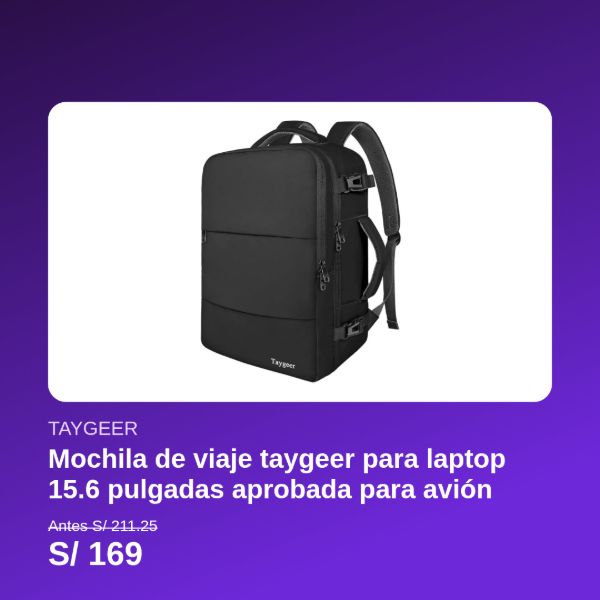 Taygeer
TAYGEER
Mochila de viaje taygeer para laptop
15.6 pulgadas aprobada para avión
Antes S/ 211.25
S/ 169